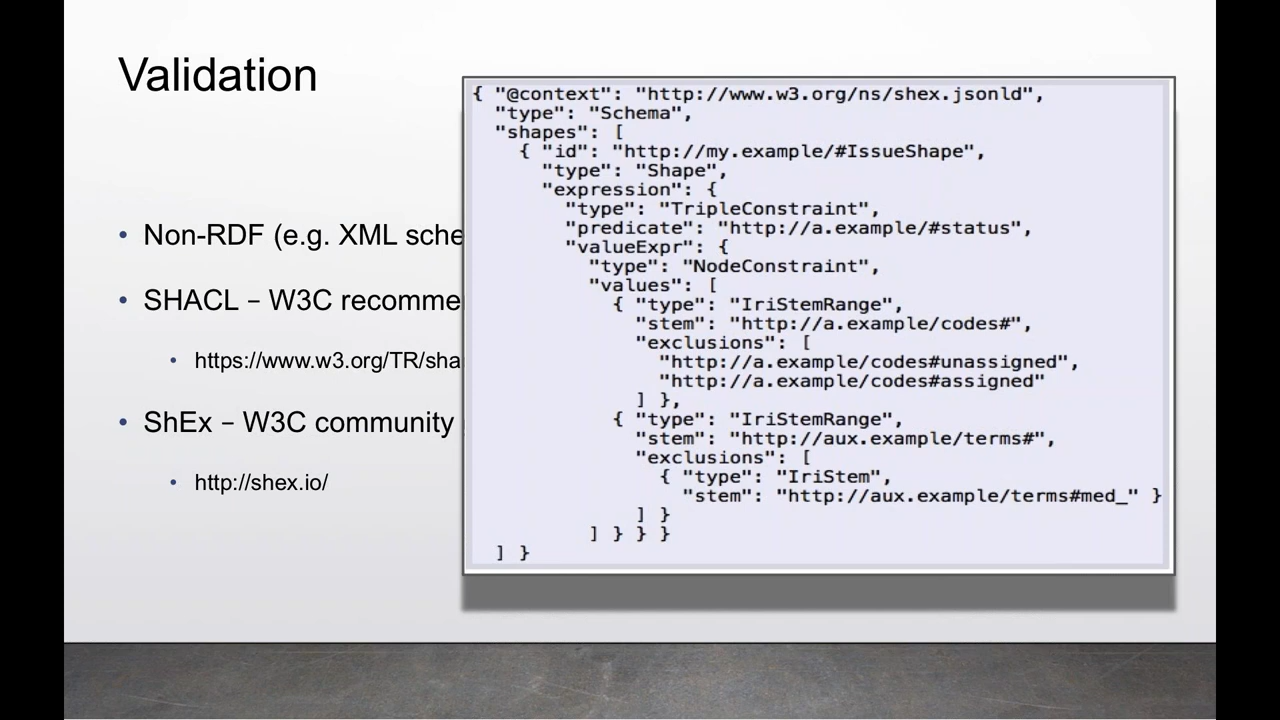 Validation
• Non-RDF (e.g. XML sche
• SHACL – W3C recomme
• https://www.w3.org/TR/sha
• ShEx – W3C community
• http://shex.io/
{ "@context": "http://www.w3.org/ns/shex.jsonld",
  "type": "Schema",
  "shapes": [
    { "id": "http://my.example/#IssueShape",
      "type": "Shape",
      "expression": {
        "type": "TripleConstraint",
        "predicate": "http://a.example/#status",
        "valueExpr": {
          "type": "NodeConstraint",
          "values": [
            { "type": "IriStemRange",
              "stem": "http://a.example/codes#",
              "exclusions": [
                "http://a.example/codes#unassigned",
                "http://a.example/codes#assigned"
              ] },
            { "type": "IriStemRange",
              "stem": "http://aux.example/terms#",
              "exclusions": [
                { "type": "IriStem",
                  "stem": "http://aux.example/terms#med_" }
              ] }
          ] } } }
  ] }